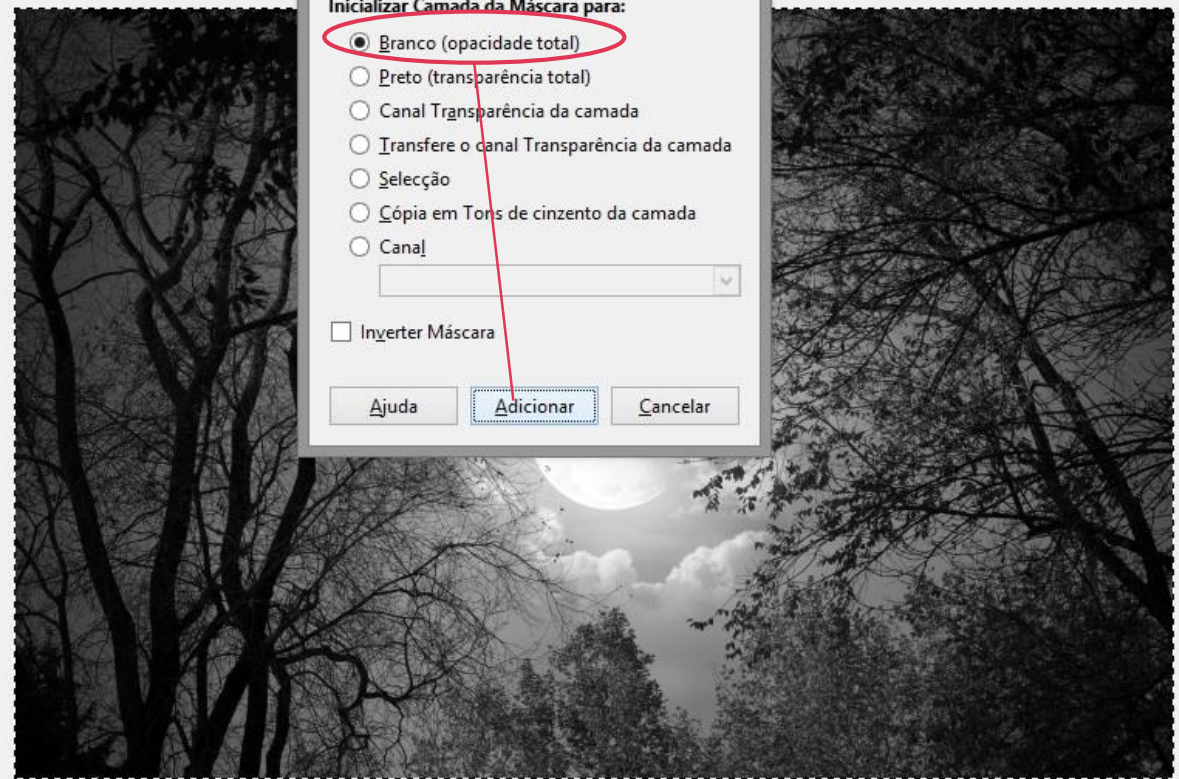 Inicializar Camada da Máscara para:
Branco (opacidade total)
Preto (transparência total)
Canal Transparência da camada
Transfere o canal Transparência da camada
Selecção
Cópia em Tons de cinzento da camada
Canal
Inverter Máscara
Ajuda Adicionar Cancelar